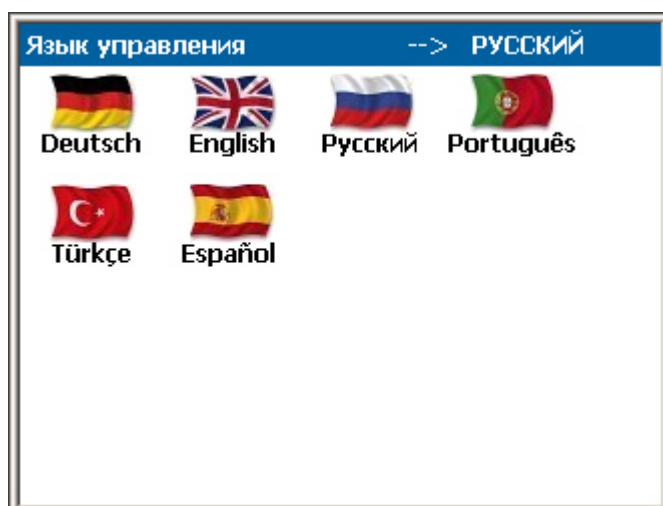 Язык управления --> РУССКИЙ
Deutsch English Русский Português
Türkçe Español